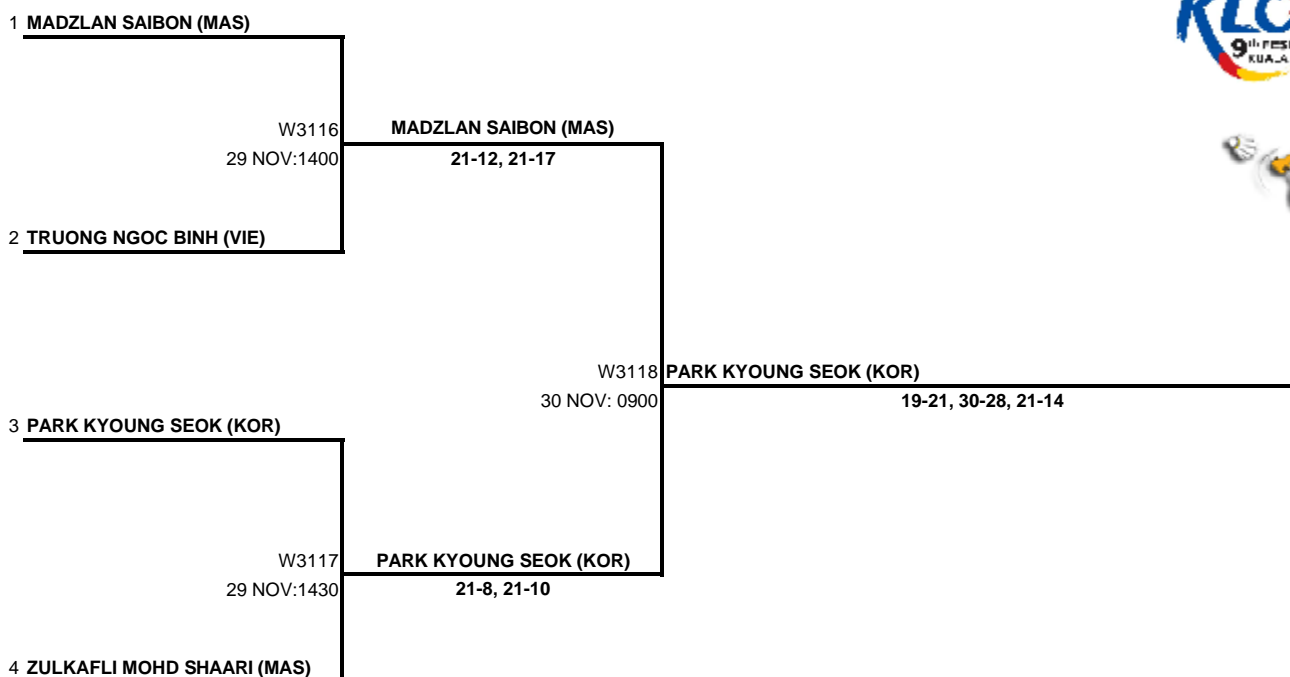 1 MADZLAN SAIBON (MAS)
W3116
MADZLAN SAIBON (MAS)
29 NOV:1400
21-12, 21-17
2 TRUONG NGOC BINH (VIE)
W3118
PARK KYOUNG SEOK (KOR)
30 NOV: 0900
19-21, 30-28, 21-14
3 PARK KYOUNG SEOK (KOR)
W3117
PARK KYOUNG SEOK (KOR)
29 NOV:1430
21-8, 21-10
4 ZULKAFLI MOHD SHAARI (MAS)
9th